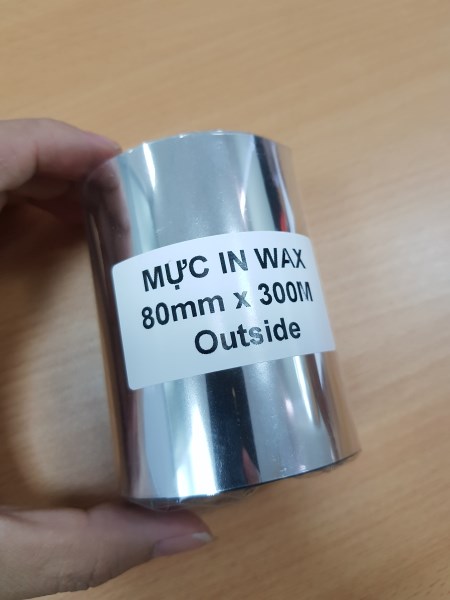 MỰC IN WAX
80mm x 300M
Outside